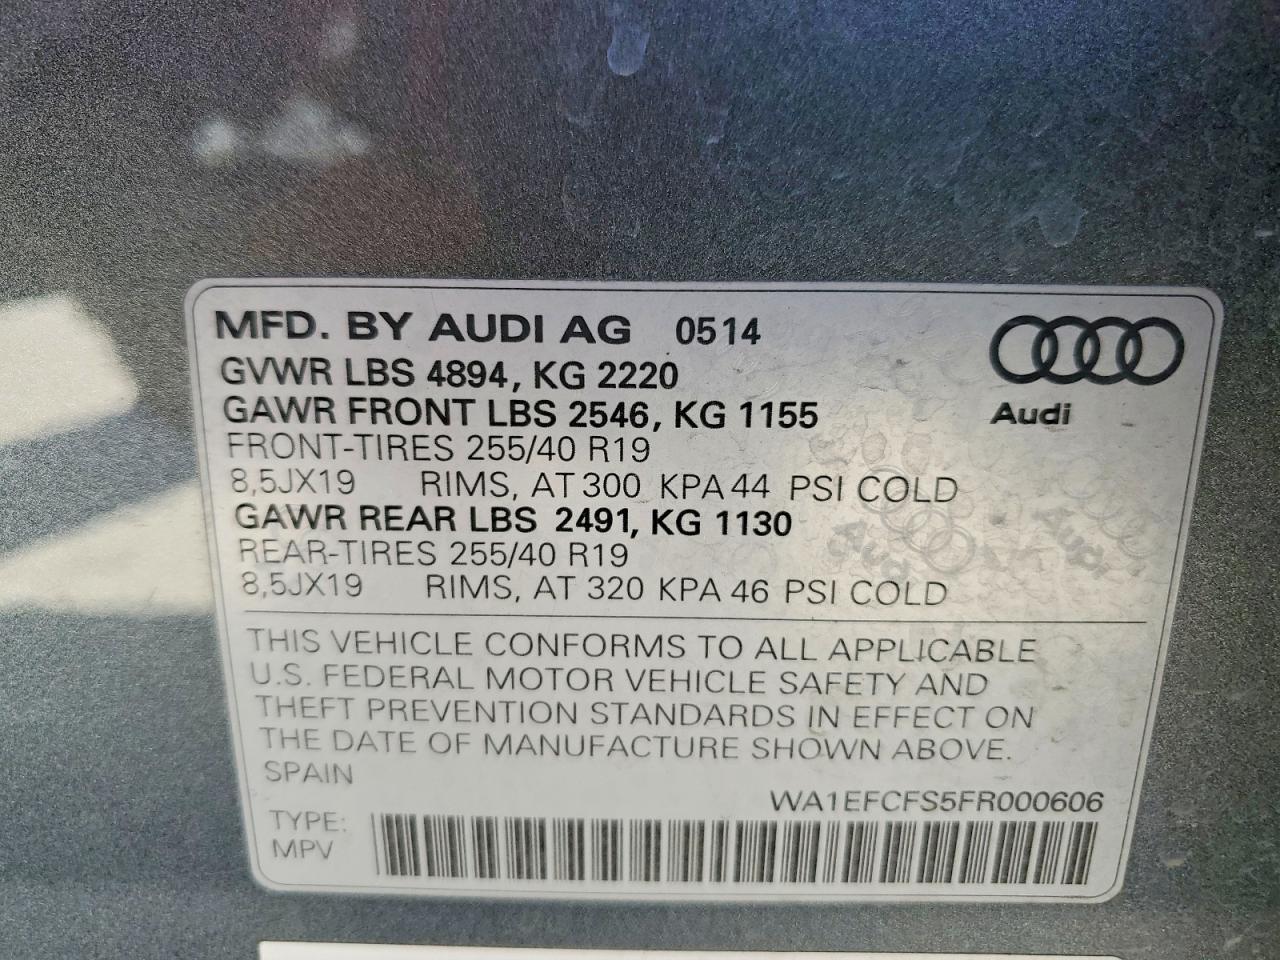 MFD. BY AUDI AG 0514
GVWR LBS 4894, KG 2220
GAWR FRONT LBS 2546, KG 1155
FRONT-TIRES 255/40 R19
8,5JX19 RIMS, AT 300 KPA 44 PSI COLD
GAWR REAR LBS 2491, KG 1130
REAR-TIRES 255/40 R19
8,5JX19 RIMS, AT 320 KPA 46 PSI COLD
Audi
Audi
Audi
THIS VEHICLE CONFORMS TO ALL APPLICABLE
U.S. FEDERAL MOTOR VEHICLE SAFETY AND
THEFT PREVENTION STANDARDS IN EFFECT ON
THE DATE OF MANUFACTURE SHOWN ABOVE.
SPAIN
WA1EFCFS5FR000606
TYPE:
MPV